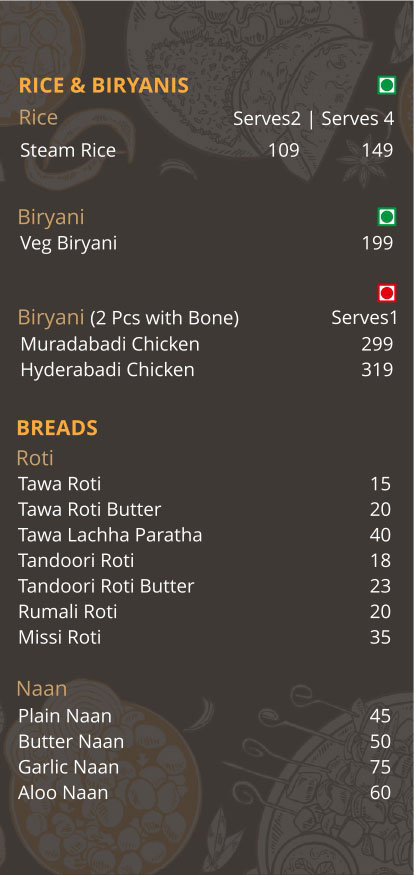 RICE & BIRYANIS
Rice Serves2 | Serves 4
Steam Rice 109 149
Biryani
Veg Biryani 199
Biryani (2 Pcs with Bone) Serves1
Muradabadi Chicken 299
Hyderabadi Chicken 319
BREADS
Roti
Tawa Roti 15
Tawa Roti Butter 20
Tawa Lachha Paratha 40
Tandoori Roti 18
Tandoori Roti Butter 23
Rumali Roti 20
Missi Roti 35
Naan
Plain Naan 45
Butter Naan 50
Garlic Naan 75
Aloo Naan 60